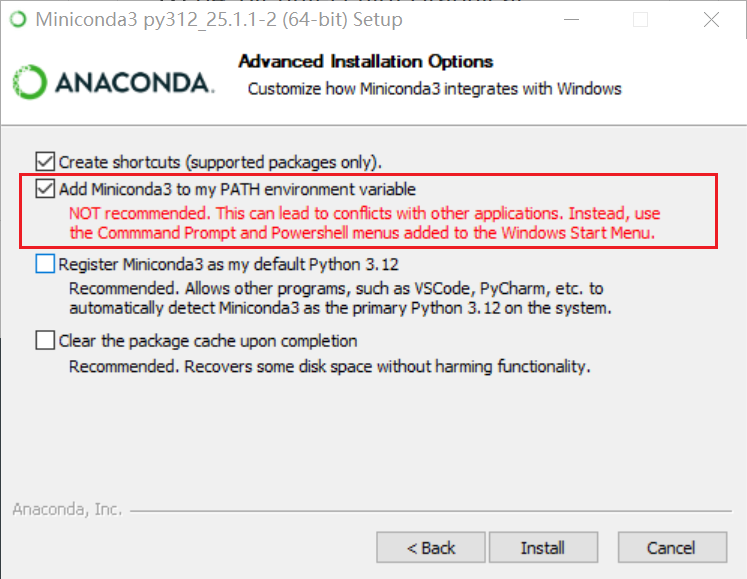 Miniconda3 py312_25.1.1-2 (64-bit) Setup
ANACONDA.
Advanced Installation Options
Customize how Miniconda3 integrates with Windows
Create shortcuts (supported packages only).
Add Miniconda3 to my PATH environment variable
NOT recommended. This can lead to conflicts with other applications. Instead, use
the Commmand Prompt and Powershell menus added to the Windows Start Menu.
Register Miniconda3 as my default Python 3.12
Recommended. Allows other programs, such as VSCode, PyCharm, etc. to
automatically detect Miniconda3 as the primary Python 3.12 on the system.
Clear the package cache upon completion
Recommended. Recovers some disk space without harming functionality.
Anaconda, Inc.
< Back
Install
Cancel